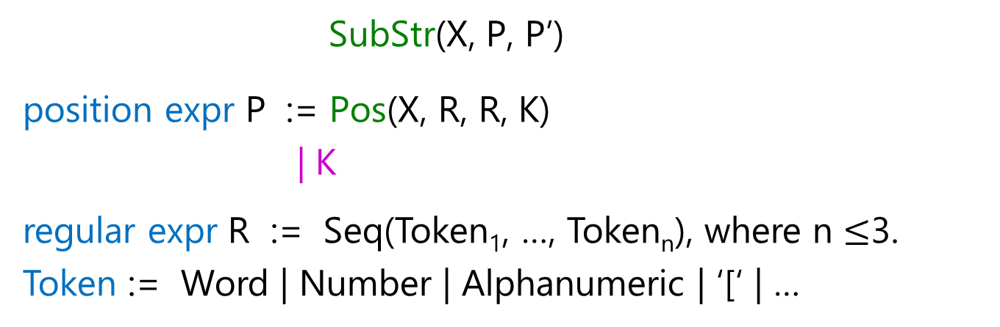 SubStr(X, P, P’)
position expr P := Pos(X, R, R, K)
| K
regular expr R := Seq(Token₁, …, Tokenₙ), where n ≤3.
Token := Word | Number | Alphanumeric | ‘[‘ | …